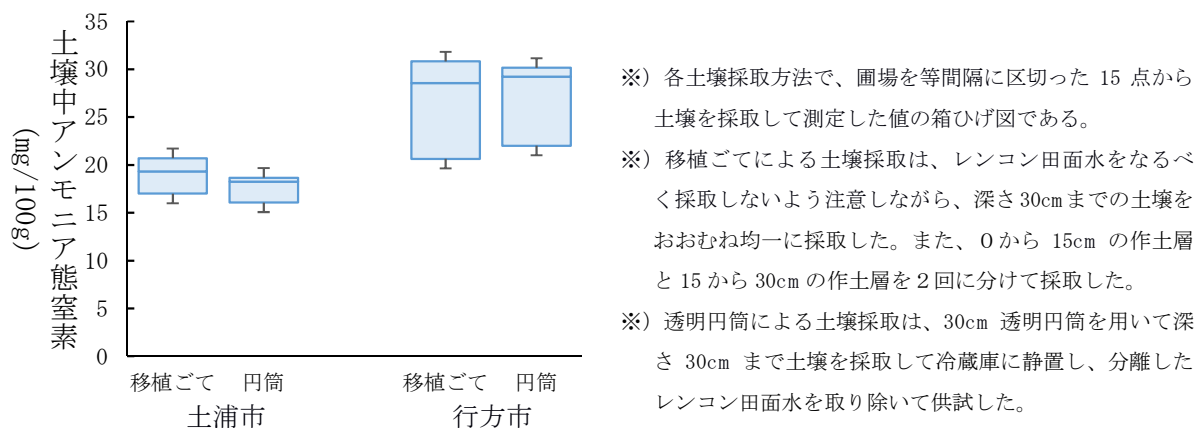 35
30
25
20
15
10
5
0
土壌中アンモニア態窒素
(mg/100g)
移植ごて 円筒 移植ごて 円筒
土浦市 行方市
※）各土壌採取方法で、圃場を等間隔に区切った 15 点から
土壌を採取して測定した値の箱ひげ図である。
※）移植ごてによる土壌採取は、レンコン田面水をなるべ
く採取しないよう注意しながら、深さ30cmまでの土壌を
おおむね均一に採取した。また、０から 15cm の作土層
と 15 から 30cm の作土層を２回に分けて採取した。
※）透明円筒による土壌採取は、30cm 透明円筒を用いて深
さ 30cm まで土壌を採取して冷蔵庫に静置し、分離した
レンコン田面水を取り除いて供試した。